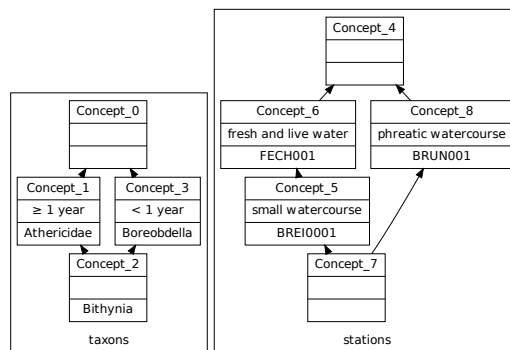 Concept_4
Concept_0
Concept_6
fresh and live water
FECH001
Concept_8
phreatic watercourse
BRUN001
Concept_1
≥ 1 year
Athericidae
Concept_3
< 1 year
Boreobdella
Concept_5
small watercourse
BREI0001
Concept_2
Bithynia
Concept_7
taxons
stations